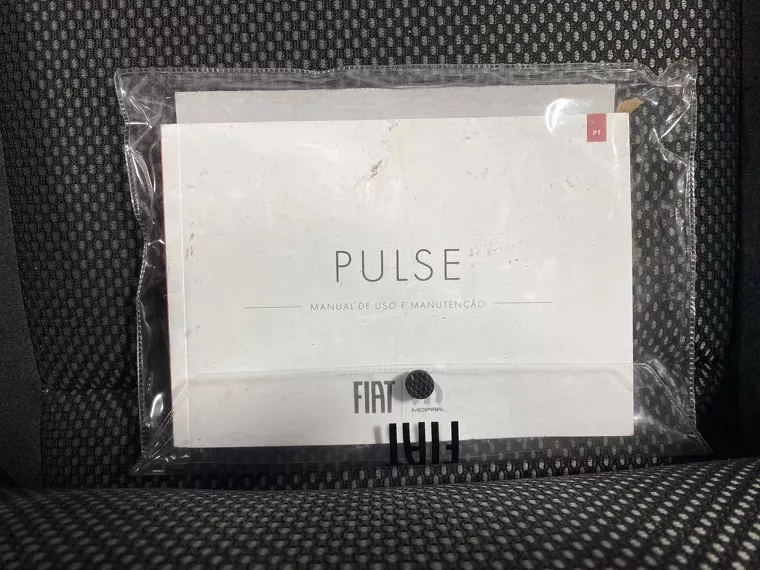 PT
PULSE
MANUAL DE USO E MANUTENÇÃO
FIAT
MOPAR
FIAT